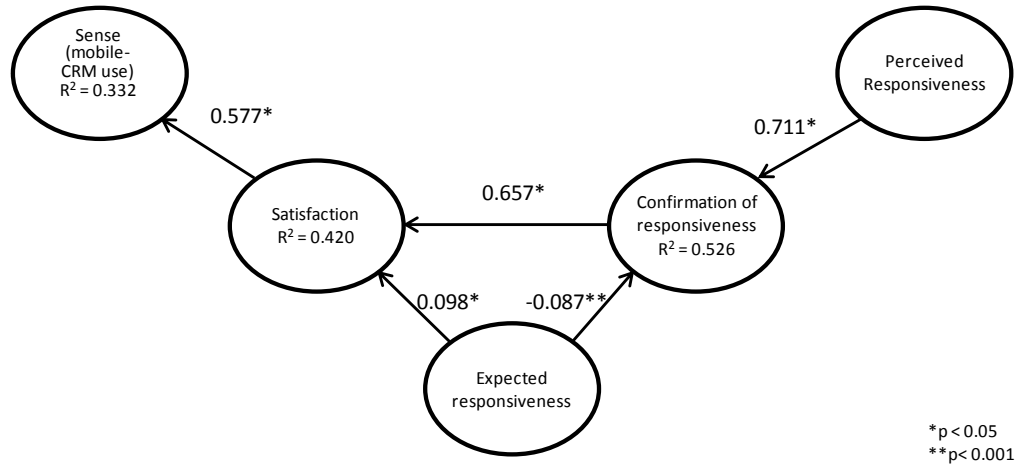 Sense
(mobile-
CRM use)
R² = 0.332
Perceived
Responsiveness
0.577*
0.711*
0.657*
Satisfaction
R² = 0.420
Confirmation of
responsiveness
R² = 0.526
0.098*
-0.087**
Expected
responsiveness
*p < 0.05
**p< 0.001